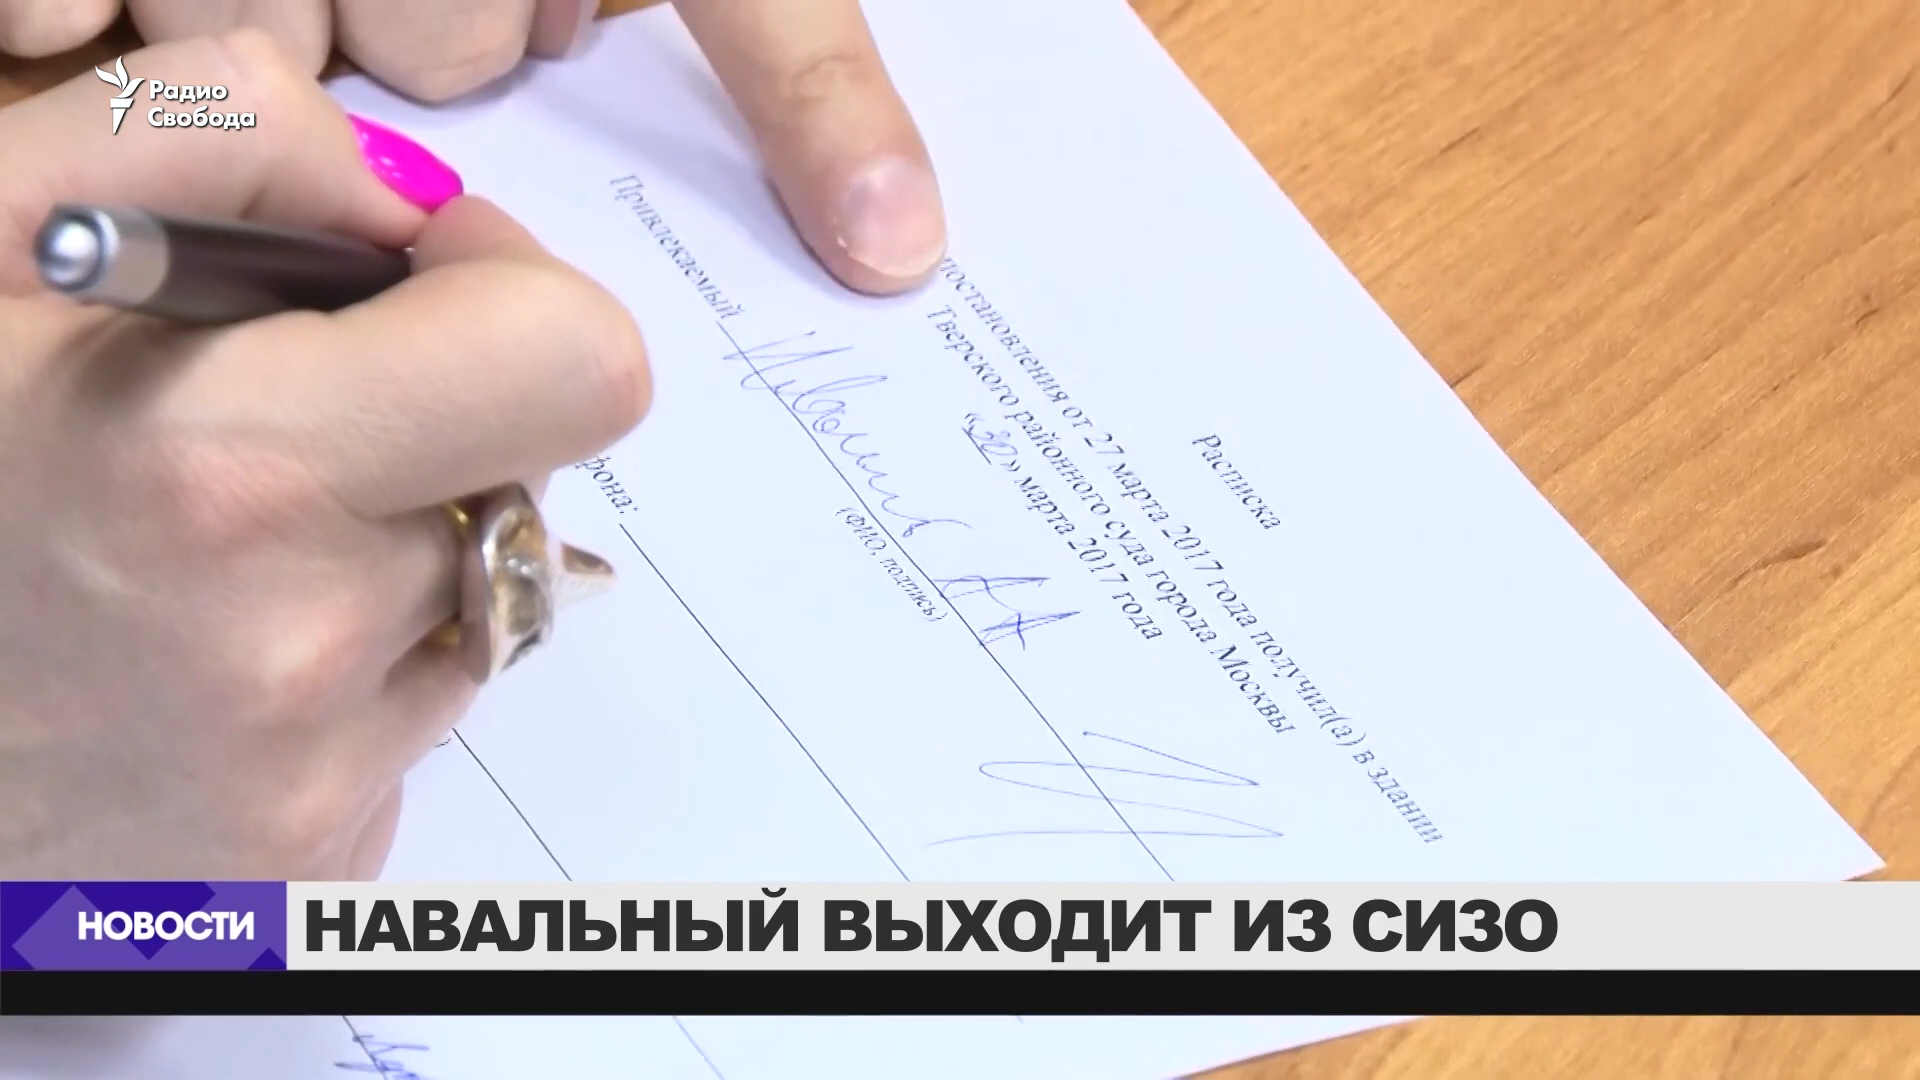 Радио
Свобода
Расписка
постановления от 27 марта 2017 года получил(а) в здании
Тверского районного суда города Москвы
«30» марта 2017 года
Привлекаемый
(ФИО, подпись)
фона:
НОВОСТИ
НАВАЛЬНЫЙ ВЫХОДИТ ИЗ СИЗО